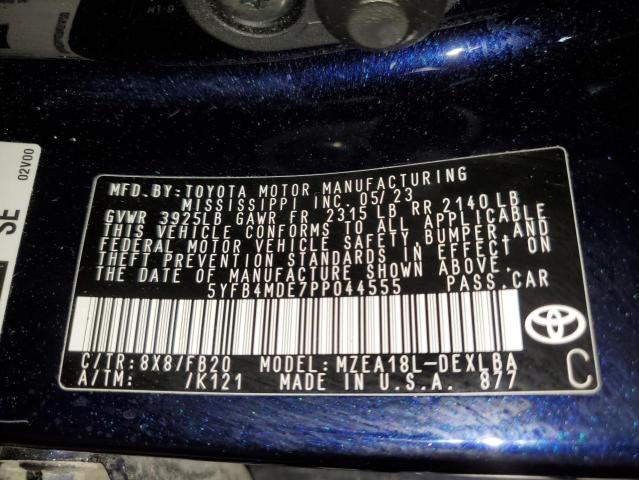 02V00
SE
MFD.BY:TOYOTA MOTOR MANUFACTURING
MISSISSIPPI INC. 05/23
GVWR 3925LB GAWR FR 2315 LB RR 2140 LB
THIS VEHICLE CONFORMS TO ALL APPLICABLE
FEDERAL MOTOR VEHICLE SAFETY, BUMPER, AND
THEFT PREVENTION STANDARDS IN EFFECT ON
THE DATE OF MANUFACTURE SHOWN ABOVE.
5YFB4MDE7PP044555 PASS.CAR
C/TR:8X8/FB20 MODEL:MZEA18L-DEXLBA
A/TM: /K121 MADE IN U.S.A. 877
C